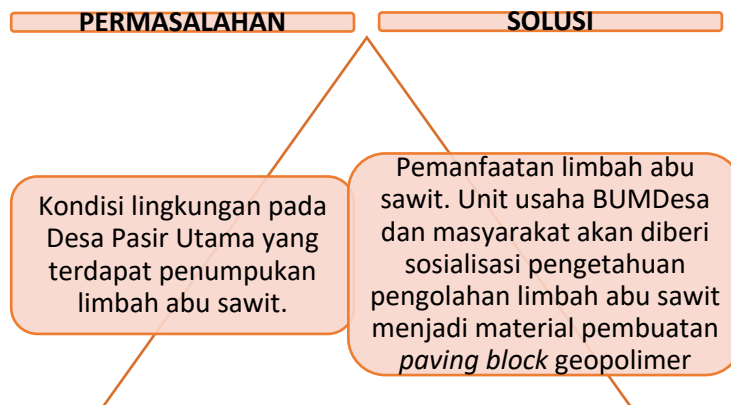 PERMASALAHAN
SOLUSI
Kondisi lingkungan pada
Desa Pasir Utama yang
terdapat penumpukan
limbah abu sawit.
Pemanfaatan limbah abu
sawit. Unit usaha BUMDesa
dan masyarakat akan diberi
sosialisasi pengetahuan
pengolahan limbah abu sawit
menjadi material pembuatan
paving block geopolimer